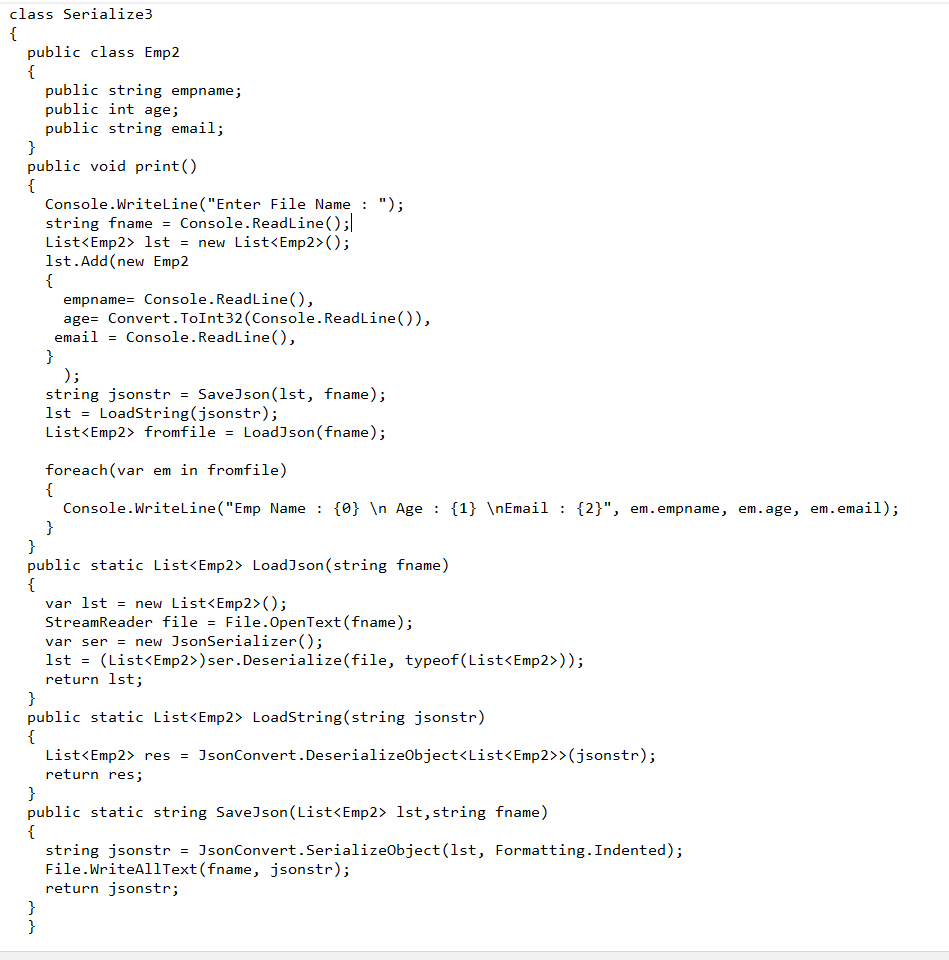 class Serialize3
{
  public class Emp2
  {
    public string empname;
    public int age;
    public string email;
  }
  public void print()
  {
    Console.WriteLine("Enter File Name : ");
    string fname = Console.ReadLine();
    List<Emp2> lst = new List<Emp2>();
    lst.Add(new Emp2
    {
      empname= Console.ReadLine(),
      age= Convert.ToInt32(Console.ReadLine()),
     email = Console.ReadLine(),
    }
      );
    string jsonstr = SaveJson(lst, fname);
    lst = LoadString(jsonstr);
    List<Emp2> fromfile = LoadJson(fname);

    foreach(var em in fromfile)
    {
      Console.WriteLine("Emp Name : {0} \n Age : {1} \nEmail : {2}", em.empname, em.age, em.email);
    }
  }
  public static List<Emp2> LoadJson(string fname)
  {
    var lst = new List<Emp2>();
    StreamReader file = File.OpenText(fname);
    var ser = new JsonSerializer();
    lst = (List<Emp2>)ser.Deserialize(file, typeof(List<Emp2>));
    return lst;
  }
  public static List<Emp2> LoadString(string jsonstr)
  {
    List<Emp2> res = JsonConvert.DeserializeObject<List<Emp2>>(jsonstr);
    return res;
  }
  public static string SaveJson(List<Emp2> lst,string fname)
  {
    string jsonstr = JsonConvert.SerializeObject(lst, Formatting.Indented);
    File.WriteAllText(fname, jsonstr);
    return jsonstr;
  }
  }